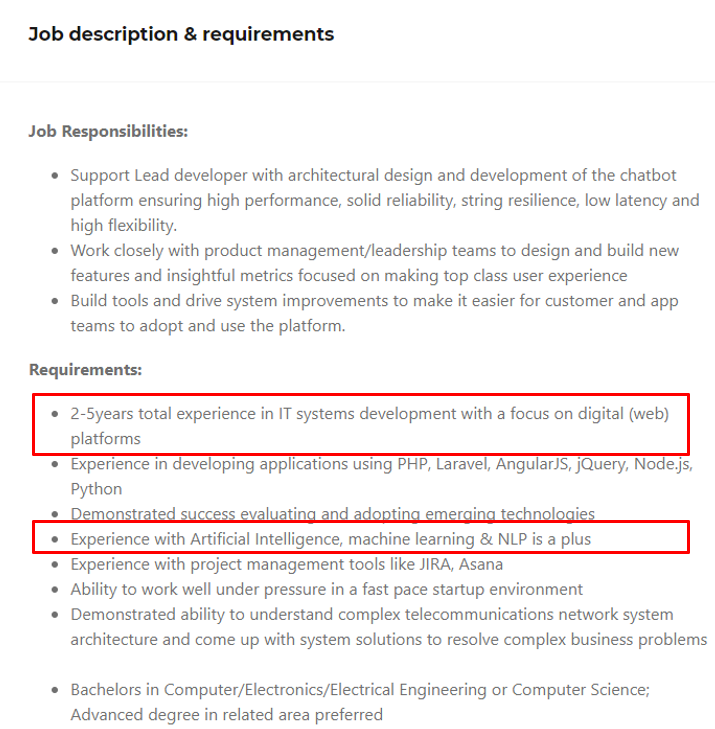 Job description & requirements
Job Responsibilities:
• Support Lead developer with architectural design and development of the chatbot
platform ensuring high performance, solid reliability, string resilience, low latency and
high flexibility.
• Work closely with product management/leadership teams to design and build new
features and insightful metrics focused on making top class user experience
• Build tools and drive system improvements to make it easier for customer and app
teams to adopt and use the platform.
Requirements:
• 2-5years total experience in IT systems development with a focus on digital (web)
platforms
• Experience in developing applications using PHP, Laravel, AngularJS, jQuery, Node.js,
Python
• Demonstrated success evaluating and adopting emerging technologies
• Experience with Artificial Intelligence, machine learning & NLP is a plus
• Experience with project management tools like JIRA, Asana
• Ability to work well under pressure in a fast pace startup environment
• Demonstrated ability to understand complex telecommunications network system
architecture and come up with system solutions to resolve complex business problems
• Bachelors in Computer/Electronics/Electrical Engineering or Computer Science;
Advanced degree in related area preferred